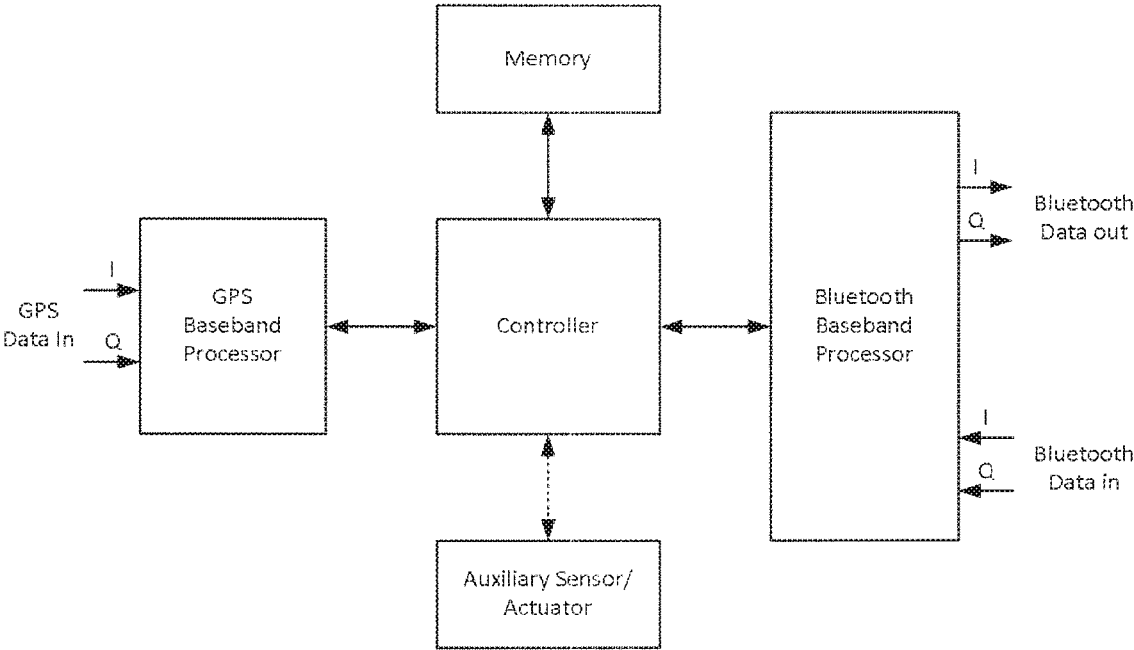 Memory
I
Q
Bluetooth
Data out
I
Q
GPS
Data In
GPS
Baseband
Processor
Controller
Bluetooth
Baseband
Processor
I
Q
Bluetooth
Data in
Auxiliary Sensor/
Actuator